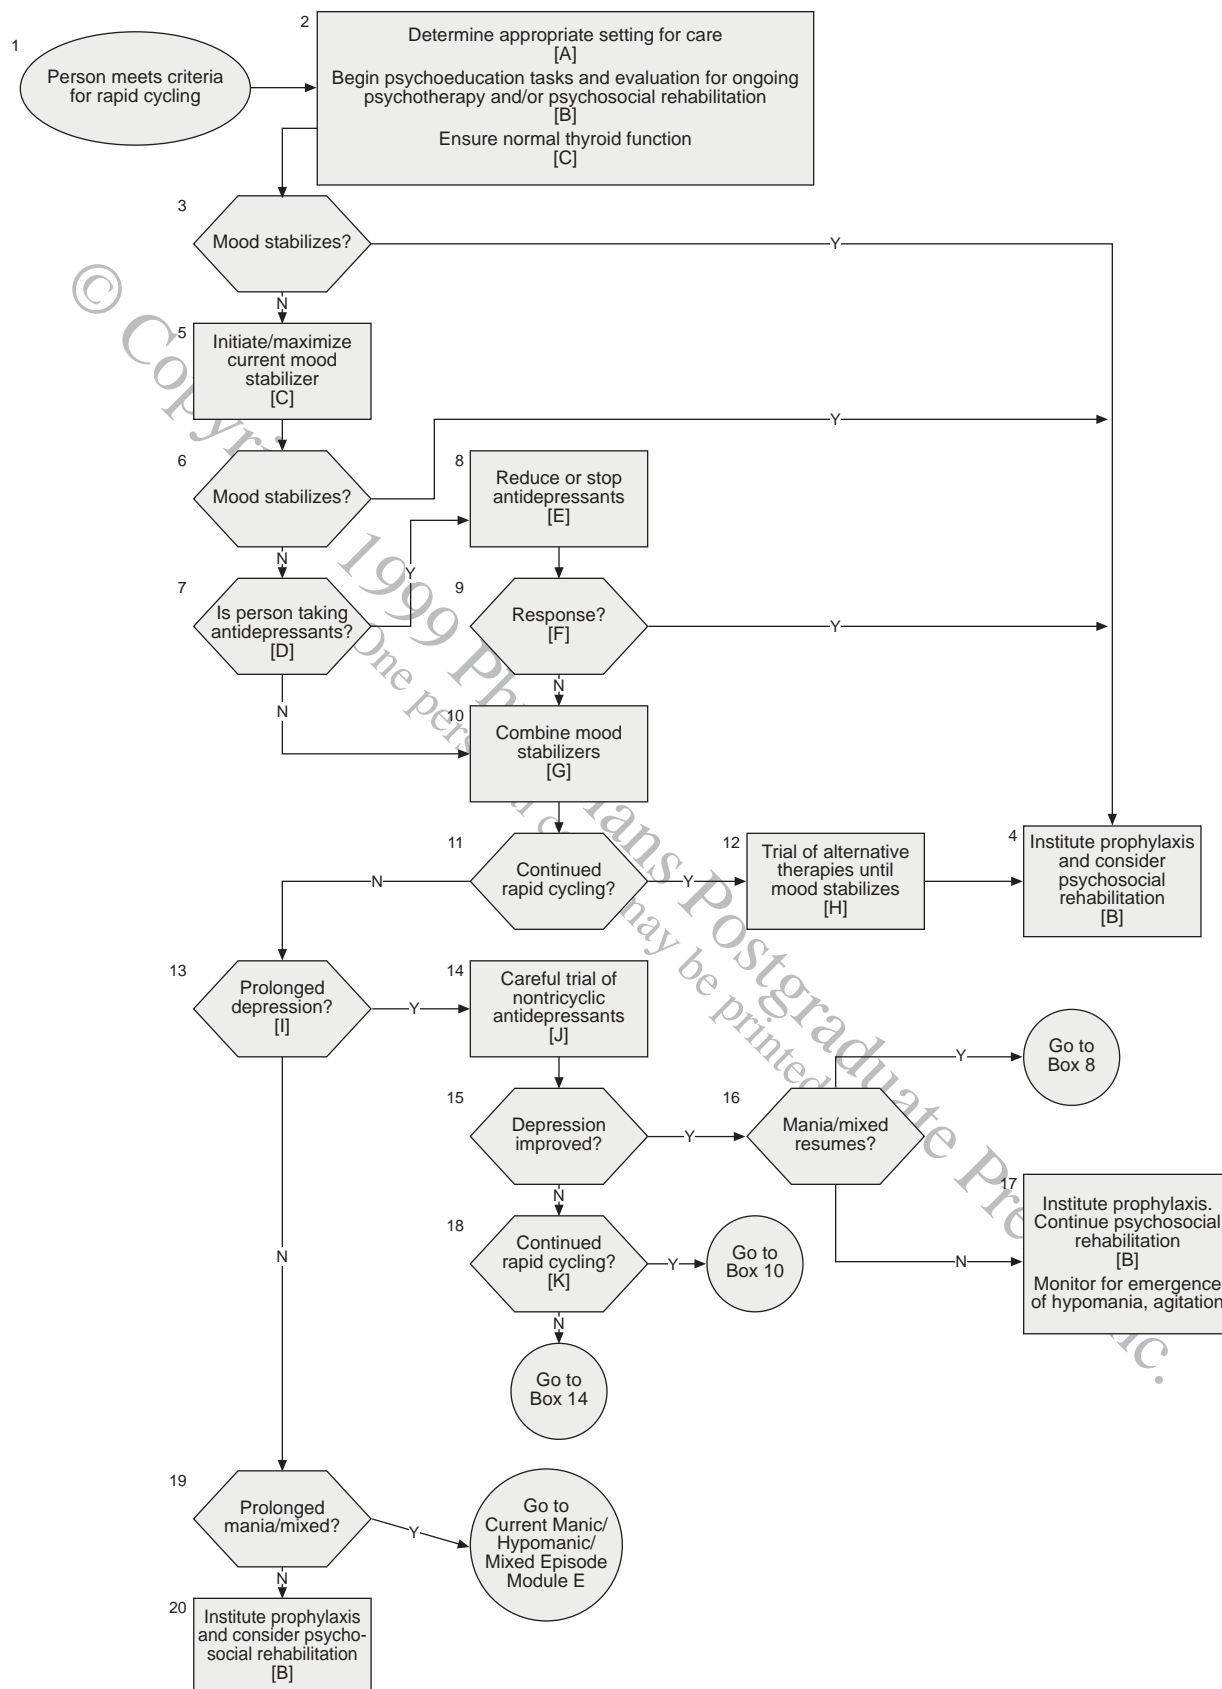 1
Person meets criteria
for rapid cycling
2
Determine appropriate setting for care
[A]
Begin psychoeducation tasks and evaluation for ongoing
psychotherapy and/or psychosocial rehabilitation
[B]
Ensure normal thyroid function
[C]
3
Mood stabilizes?
Y
N
5
Initiate/maximize
current mood
stabilizer
[C]
6
Mood stabilizes?
Y
N
7
Is person taking
antidepressants?
[D]
Y
N
8
Reduce or stop
antidepressants
[E]
9
Response?
[F]
Y
N
10
Combine mood
stabilizers
[G]
11
Continued
rapid cycling?
N
Y
12
Trial of alternative
therapies until
mood stabilizes
[H]
4
Institute prophylaxis
and consider
psychosocial
rehabilitation
[B]
13
Prolonged
depression?
[I]
Y
N
14
Careful trial of
nontricyclic
antidepressants
[J]
15
Depression
improved?
Y
N
16
Mania/mixed
resumes?
Y
N
Go to
Box 8
17
Institute prophylaxis.
Continue psychosocial
rehabilitation
[B]
Monitor for emergence
of hypomania, agitation
18
Continued
rapid cycling?
[K]
Y
N
Go to
Box 10
Go to
Box 14
19
Prolonged
mania/mixed?
Y
N
Go to
Current Manic/
Hypomanic/
Mixed Episode
Module E
20
Institute prophylaxis
and consider psycho-
social rehabilitation
[B]
© 1999 Postgraduate
One may be printed